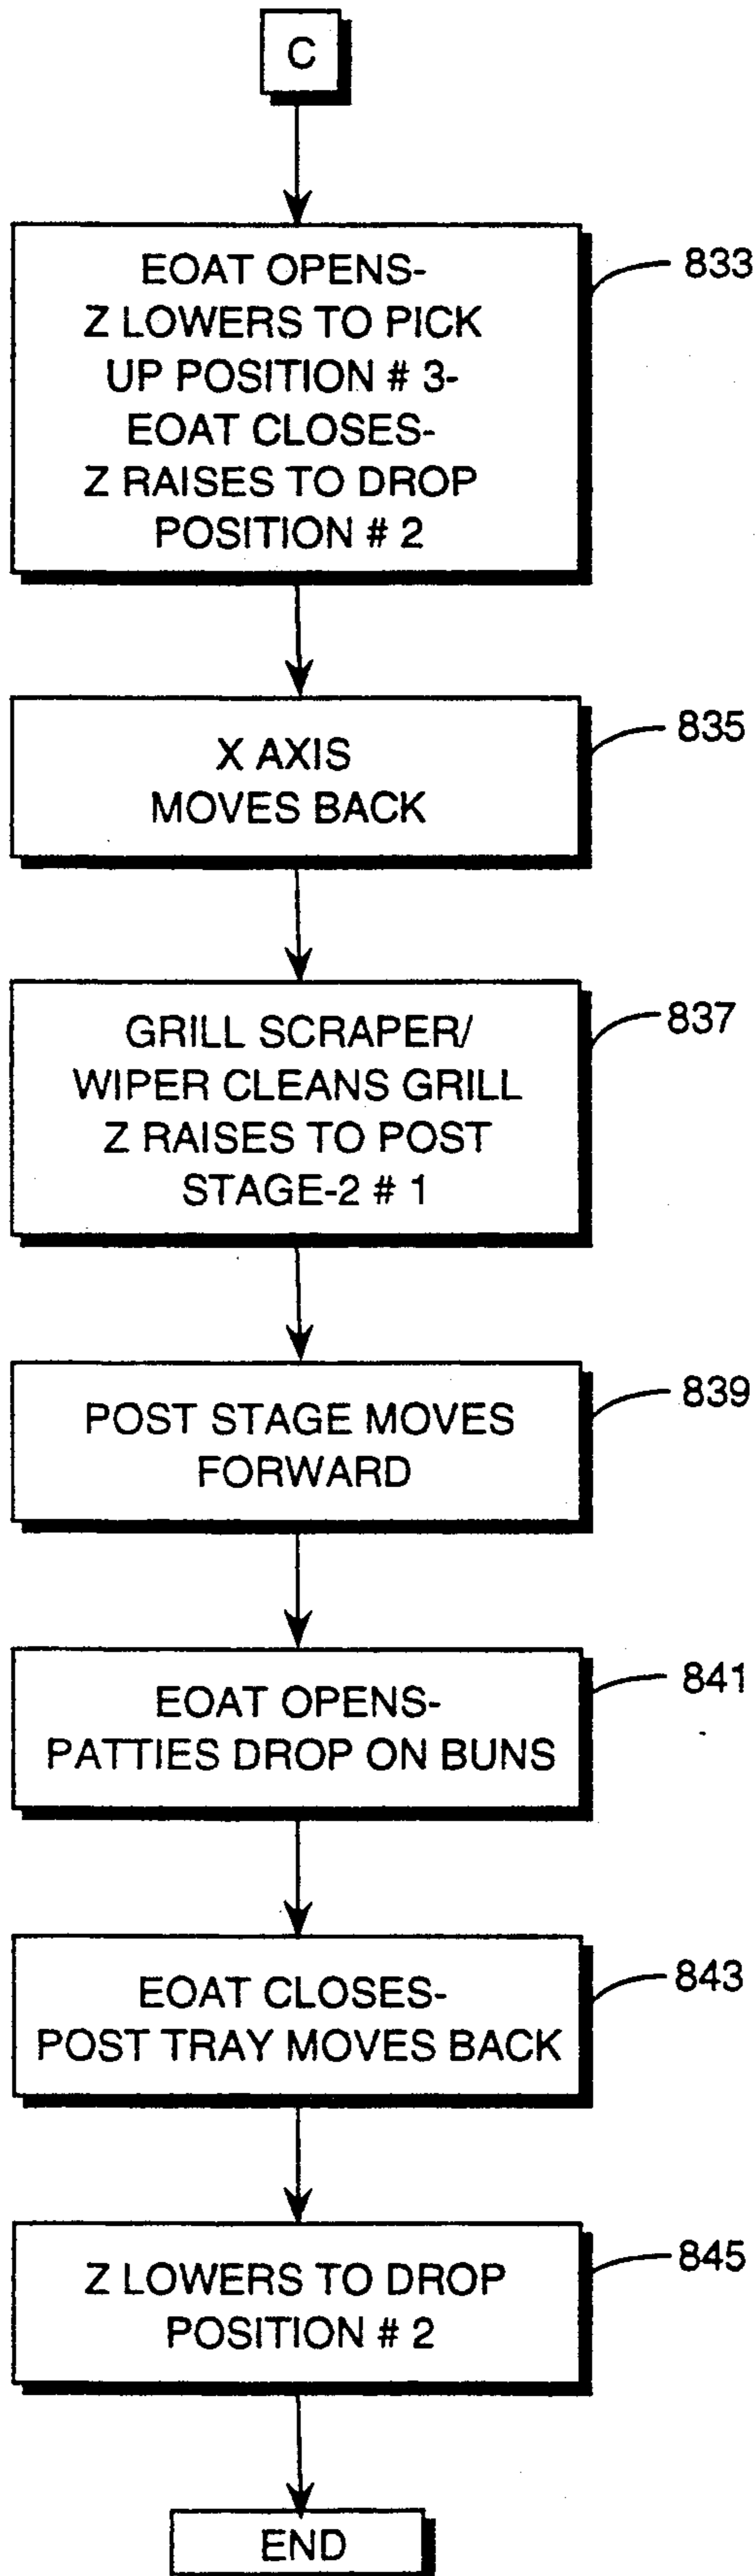 C
EOAT OPENS-
Z LOWERS TO PICK
UP POSITION # 3-
EOAT CLOSES-
Z RAISES TO DROP
POSITION # 2
833
X AXIS
MOVES BACK
835
GRILL SCRAPER/
WIPER CLEANS GRILL
Z RAISES TO POST
STAGE-2 # 1
837
POST STAGE MOVES
FORWARD
839
EOAT OPENS-
PATTIES DROP ON BUNS
841
EOAT CLOSES-
POST TRAY MOVES BACK
843
Z LOWERS TO DROP
POSITION # 2
845
END